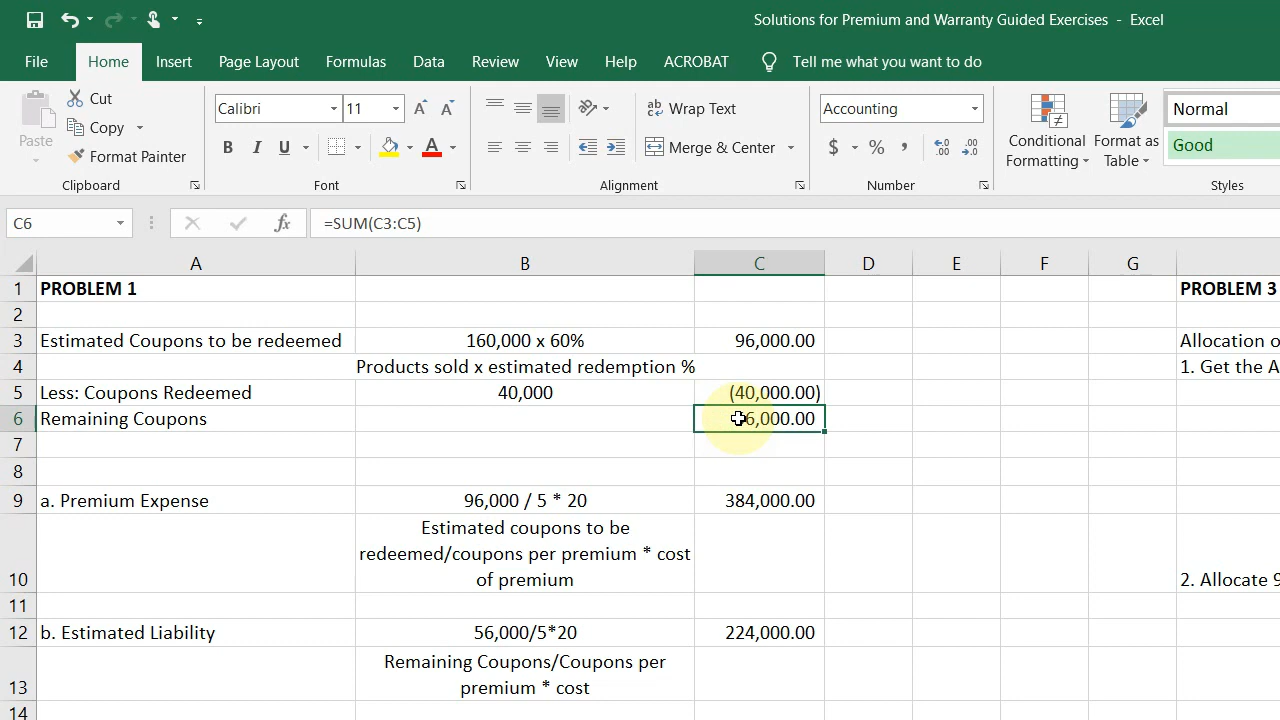 Solutions for Premium and Warranty Guided Exercises - Excel
File Home Insert Page Layout Formulas Data Review View Help ACROBAT Tell me what you want to do
Paste Cut Copy Format Painter
Clipboard
Calibri 11
B I U A
Font
Wrap Text
Merge & Center
Alignment
Accounting
$ % ,
Number
Conditional Formatting
Format as Table
Normal
Good
Styles
C6 fx =SUM(C3:C5)
A B C D E F G
1 PROBLEM 1 PROBLEM 3
2
3 Estimated Coupons to be redeemed 160,000 x 60% 96,000.00 Allocation o
4 Products sold x estimated redemption % 1. Get the A
5 Less: Coupons Redeemed 40,000 (40,000.00)
6 Remaining Coupons 6,000.00
7
8
9 a. Premium Expense 96,000 / 5 * 20 384,000.00
Estimated coupons to be
redeemed/coupons per premium * cost
10 of premium 2. Allocate 9
11
12 b. Estimated Liability 56,000/5*20 224,000.00
Remaining Coupons/Coupons per
13 premium * cost
14